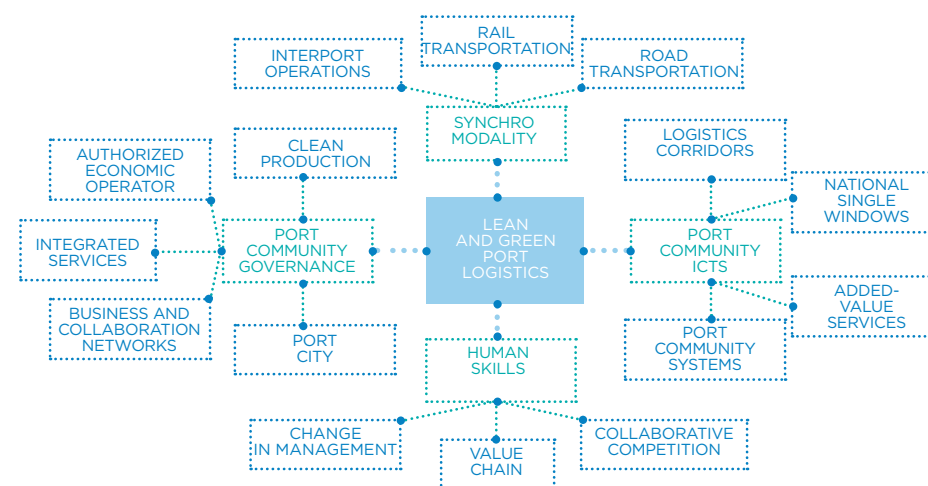 RAIL
TRANSPORTATION
INTERPORT
OPERATIONS
ROAD
TRANSPORTATION
SYNCHRO
MODALITY
LOGISTICS
CORRIDORS
CLEAN
PRODUCTION
AUTHORIZED
ECONOMIC
OPERATOR
NATIONAL
SINGLE
WINDOWS
INTEGRATED
SERVICES
PORT
COMMUNITY
GOVERNANCE
LEAN
AND GREEN
PORT
LOGISTICS
PORT
COMMUNITY
ICTS
BUSINESS AND
COLLABORATION
NETWORKS
PORT
CITY
ADDED-
VALUE
SERVICES
PORT
COMMUNITY
SYSTEMS
HUMAN
SKILLS
CHANGE
IN MANAGEMENT
VALUE
CHAIN
COLLABORATIVE
COMPETITION